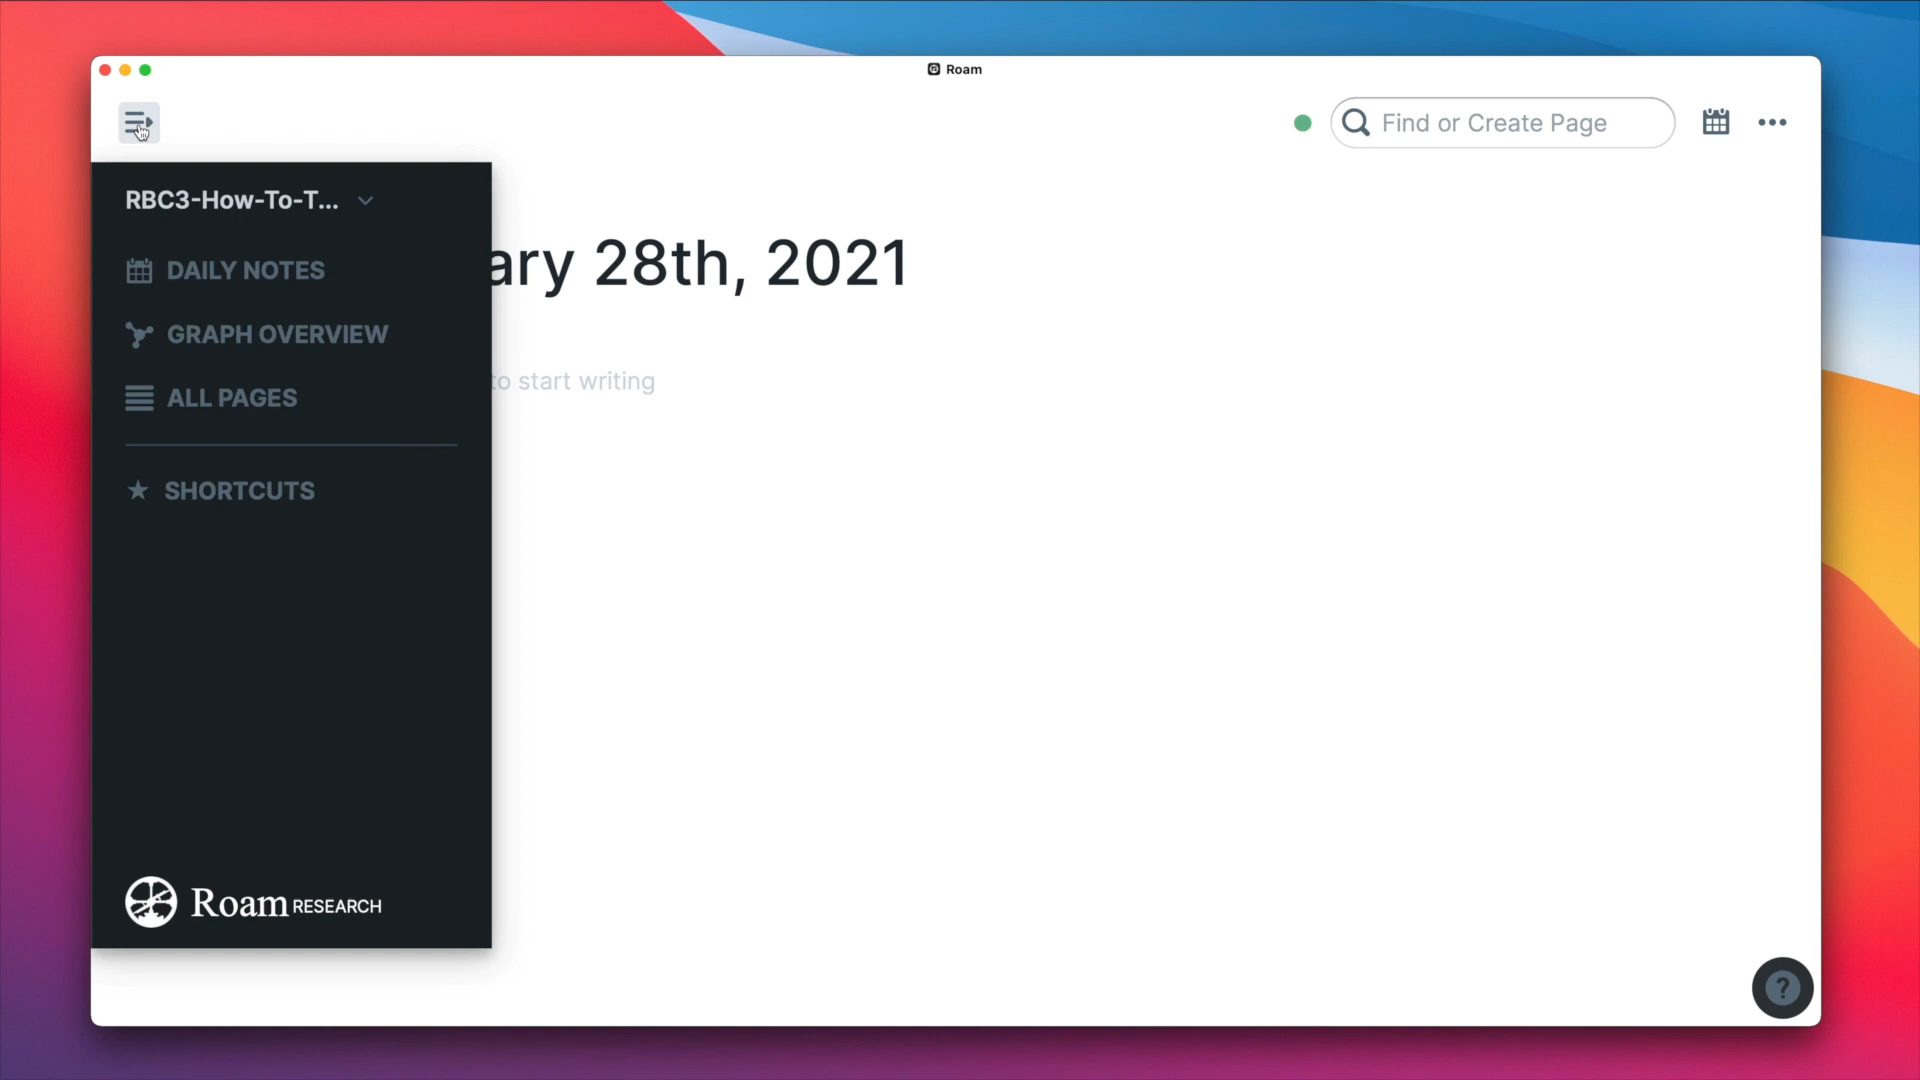 Roam
Find or Create Page
RBC3-How-To-T...
DAILY NOTES
ary 28th, 2021
GRAPH OVERVIEW
to start writing
ALL PAGES
SHORTCUTS
Roam RESEARCH
?